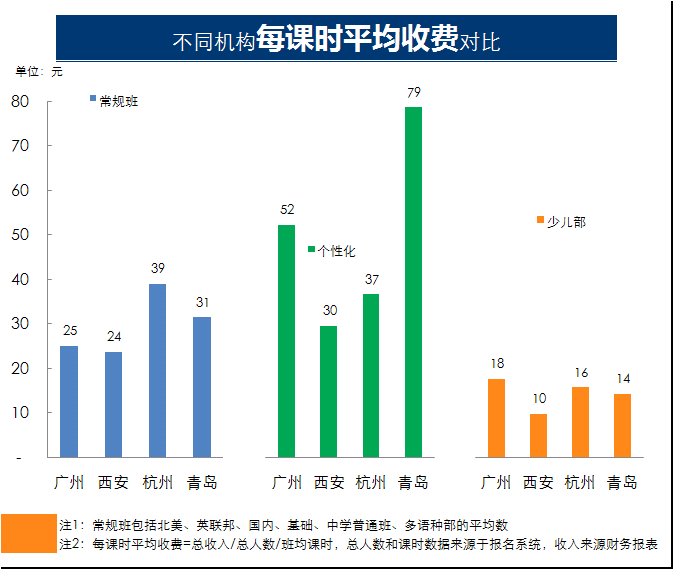 不同机构每课时平均收费对比
单位：元
常规班
80
70
60
50
40
30
20
10
-
25
24
39
31
广州 西安 杭州 青岛
个性化
52
30
37
79
广州 西安 杭州 青岛
少儿部
18
10
16
14
广州 西安 杭州 青岛
注1：常规班包括北美、英联邦、国内、基础、中学普通班、多语种部的平均数
注2：每课时平均收费=总收入/总人数/班均课时，总人数和课时数据来源于报名系统，收入来源财务报表